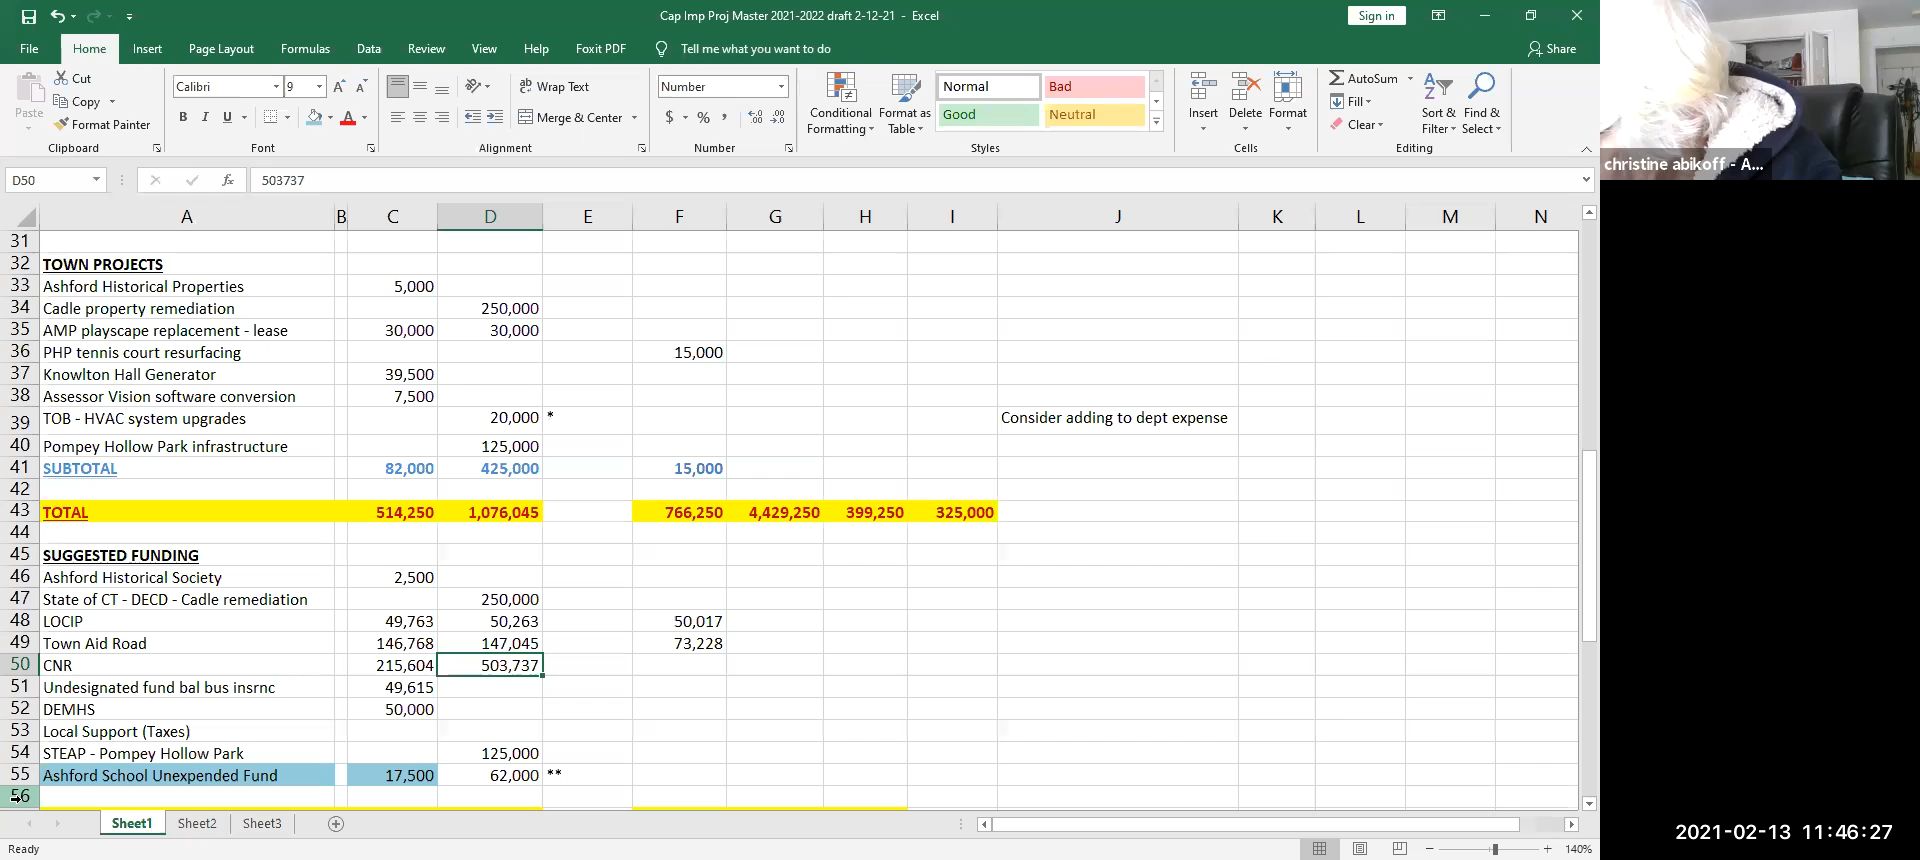 Cap Imp Proj Master 2021-2022 draft 2-12-21 - Excel
Sign in
File Home Insert Page Layout Formulas Data Review View Help Foxit PDF Tell me what you want to do Share
Paste
Cut
Copy
Format Painter
Clipboard
Calibri 9
B I U
Font
Wrap Text
Merge & Center
Alignment
Number
$ % ,
Number
Conditional Formatting
Format as Table
Normal Bad
Good Neutral
Styles
Insert Delete Format
Cells
AutoSum
Fill
Clear
Sort & Filter
Find & Select
Editing
christine abikoff - A...
D50 fx 503737
A B C D E F G H I J K L M N
31
32 TOWN PROJECTS
33 Ashford Historical Properties 5,000
34 Cadle property remediation 250,000
35 AMP playscape replacement - lease 30,000 30,000
36 PHP tennis court resurfacing 15,000
37 Knowlton Hall Generator 39,500
38 Assessor Vision software conversion 7,500
39 TOB - HVAC system upgrades 20,000 * Consider adding to dept expense
40 Pompey Hollow Park infrastructure 125,000
41 SUBTOTAL 82,000 425,000 15,000
42
43 TOTAL 514,250 1,076,045 766,250 4,429,250 399,250 325,000
44
45 SUGGESTED FUNDING
46 Ashford Historical Society 2,500
47 State of CT - DECD - Cadle remediation 250,000
48 LOCIP 49,763 50,263 50,017
49 Town Aid Road 146,768 147,045 73,228
50 CNR 215,604 503,737
51 Undesignated fund bal bus insrnc 49,615
52 DEMHS 50,000
53 Local Support (Taxes)
54 STEAP - Pompey Hollow Park 125,000
55 Ashford School Unexpended Fund 17,500 62,000 **
56
Sheet1 Sheet2 Sheet3
Ready 140%
2021-02-13 11:46:27